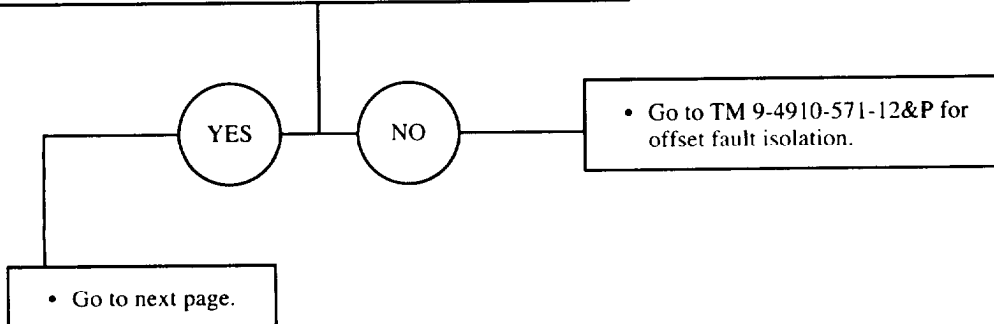 YES
NO
• Go to TM 9-4910-571-12&P for
offset fault isolation.
• Go to next page.